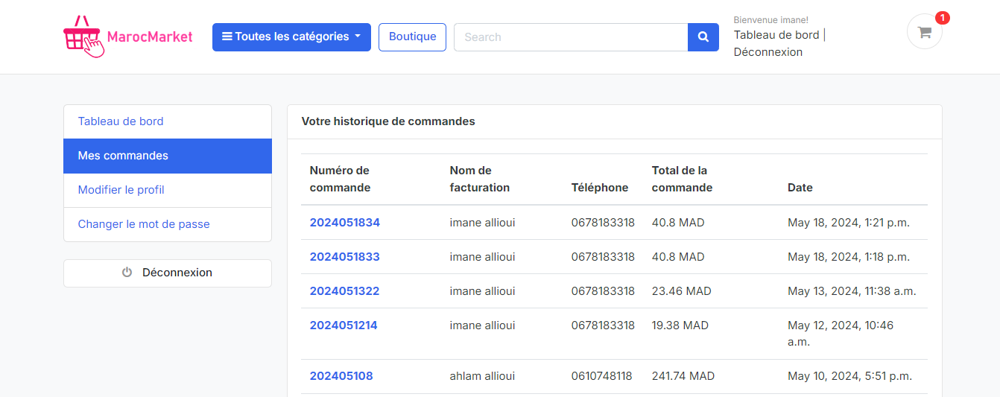 MarocMarket
Toutes les catégories
Boutique
Search
Bienvenue imane!
Tableau de bord |
Déconnexion
1
Tableau de bord
Mes commandes
Modifier le profil
Changer le mot de passe
Déconnexion
Votre historique de commandes
Numéro de commande Nom de facturation Téléphone Total de la commande Date
2024051834 imane allioui 0678183318 40.8 MAD May 18, 2024, 1:21 p.m.
2024051833 imane allioui 0678183318 40.8 MAD May 18, 2024, 1:18 p.m.
2024051322 imane allioui 0678183318 23.46 MAD May 13, 2024, 11:38 a.m.
2024051214 imane allioui 0678183318 19.38 MAD May 12, 2024, 10:46 a.m.
202405108 ahlam allioui 0610748118 241.74 MAD May 10, 2024, 5:51 p.m.